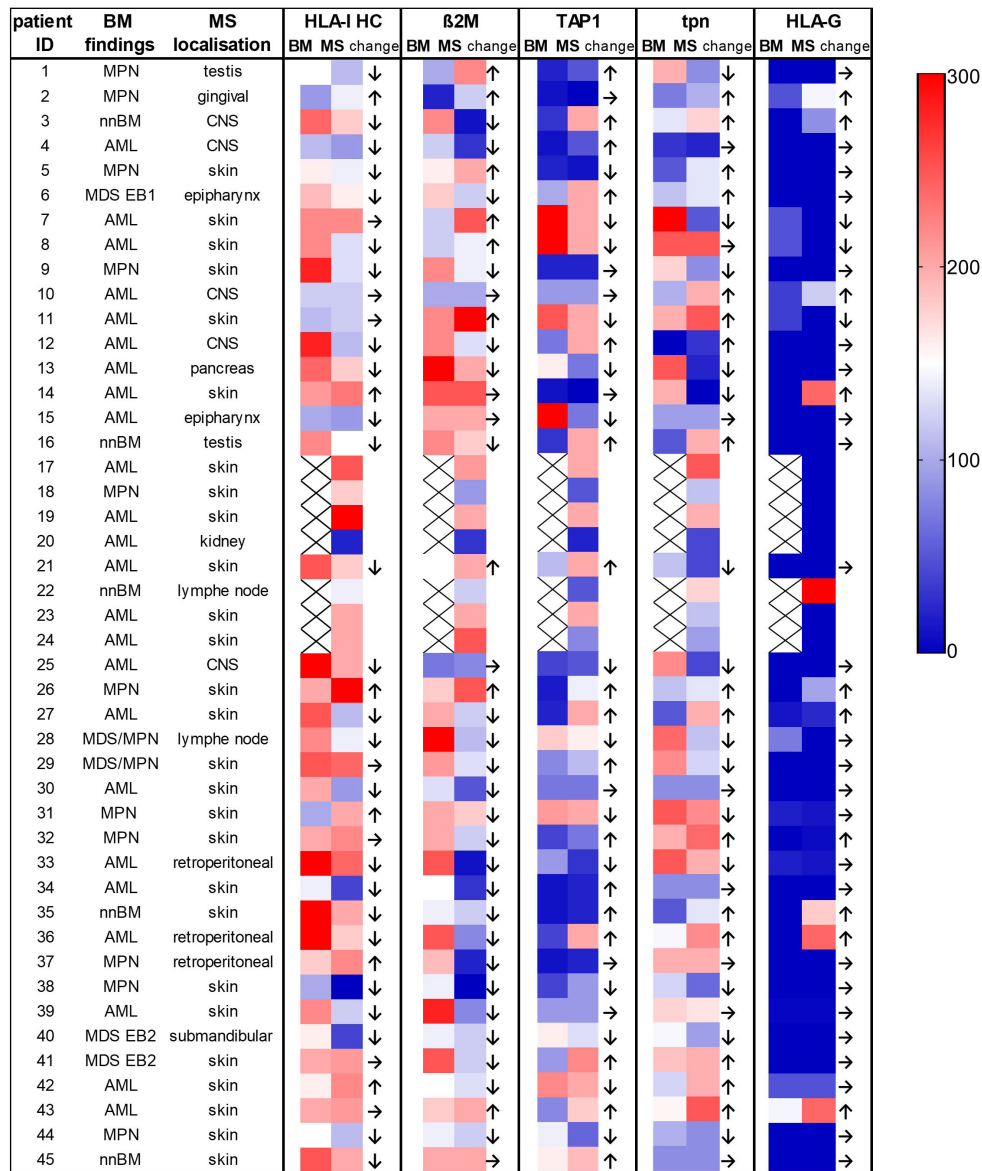 patient BM MS HLA-I HC ß2M TAP1 tpn HLA-G
ID findings localisation BM MS change BM MS change BM MS change BM MS change BM MS change
1 MPN testis ↓ ↑ ↑ ↓ →
2 MPN gingival ↑ ↑ → ↑ ↑
3 nnBM CNS ↓ ↓ ↑ ↑ ↑
4 AML CNS ↓ ↓ ↑ → →
5 MPN skin ↓ ↑ ↓ ↑ →
6 MDS EB1 epipharynx ↓ ↓ ↑ ↑ →
7 AML skin → ↑ ↓ ↓ ↓
8 AML skin ↓ ↑ ↓ → ↓
9 MPN skin ↓ ↓ → ↓ →
10 AML CNS → → → ↑ ↑
11 AML skin → ↑ ↓ ↑ ↓
12 AML CNS ↓ ↓ ↑ ↑ →
13 AML pancreas ↓ ↓ ↓ ↓ →
14 AML skin ↑ → → ↓ ↑
15 AML epipharynx ↓ → ↓ → →
16 nnBM testis ↓ ↓ ↑ ↑ →
17 AML skin
18 MPN skin
19 AML skin
20 AML kidney
21 AML skin ↓ ↑ ↑ ↓ →
22 nnBM lymphe node
23 AML skin
24 AML skin
25 AML CNS ↓ → ↓ ↓ →
26 MPN skin ↑ ↑ ↑ ↑ ↑
27 AML skin ↓ ↓ ↑ ↑ →
28 MDS/MPN lymphe node ↓ ↓ ↓ ↓ ↓
29 MDS/MPN skin → ↓ ↑ ↓ →
30 AML skin ↓ ↓ → → →
31 MPN skin ↑ ↓ ↓ ↓ →
32 MPN skin → ↓ ↑ ↑ →
33 AML retroperitoneal ↓ ↓ ↓ ↓ →
34 AML skin ↓ ↓ ↑ → →
35 nnBM skin ↓ ↓ ↑ ↑ ↑
36 AML retroperitoneal ↓ ↓ ↑ ↑ ↑
37 MPN retroperitoneal ↑ ↓ → → →
38 MPN skin ↓ ↓ ↓ ↓ →
39 AML skin ↓ ↓ → → →
40 MDS EB2 submandibular ↓ ↓ ↓ ↓ →
41 MDS EB2 skin → ↓ ↑ ↑ →
42 AML skin ↑ ↓ ↓ ↑ →
43 AML skin → ↑ ↑ ↑ ↑
44 MPN skin ↓ ↓ ↓ ↓ →
45 nnBM skin ↓ → ↑ → →
300
200
100
0